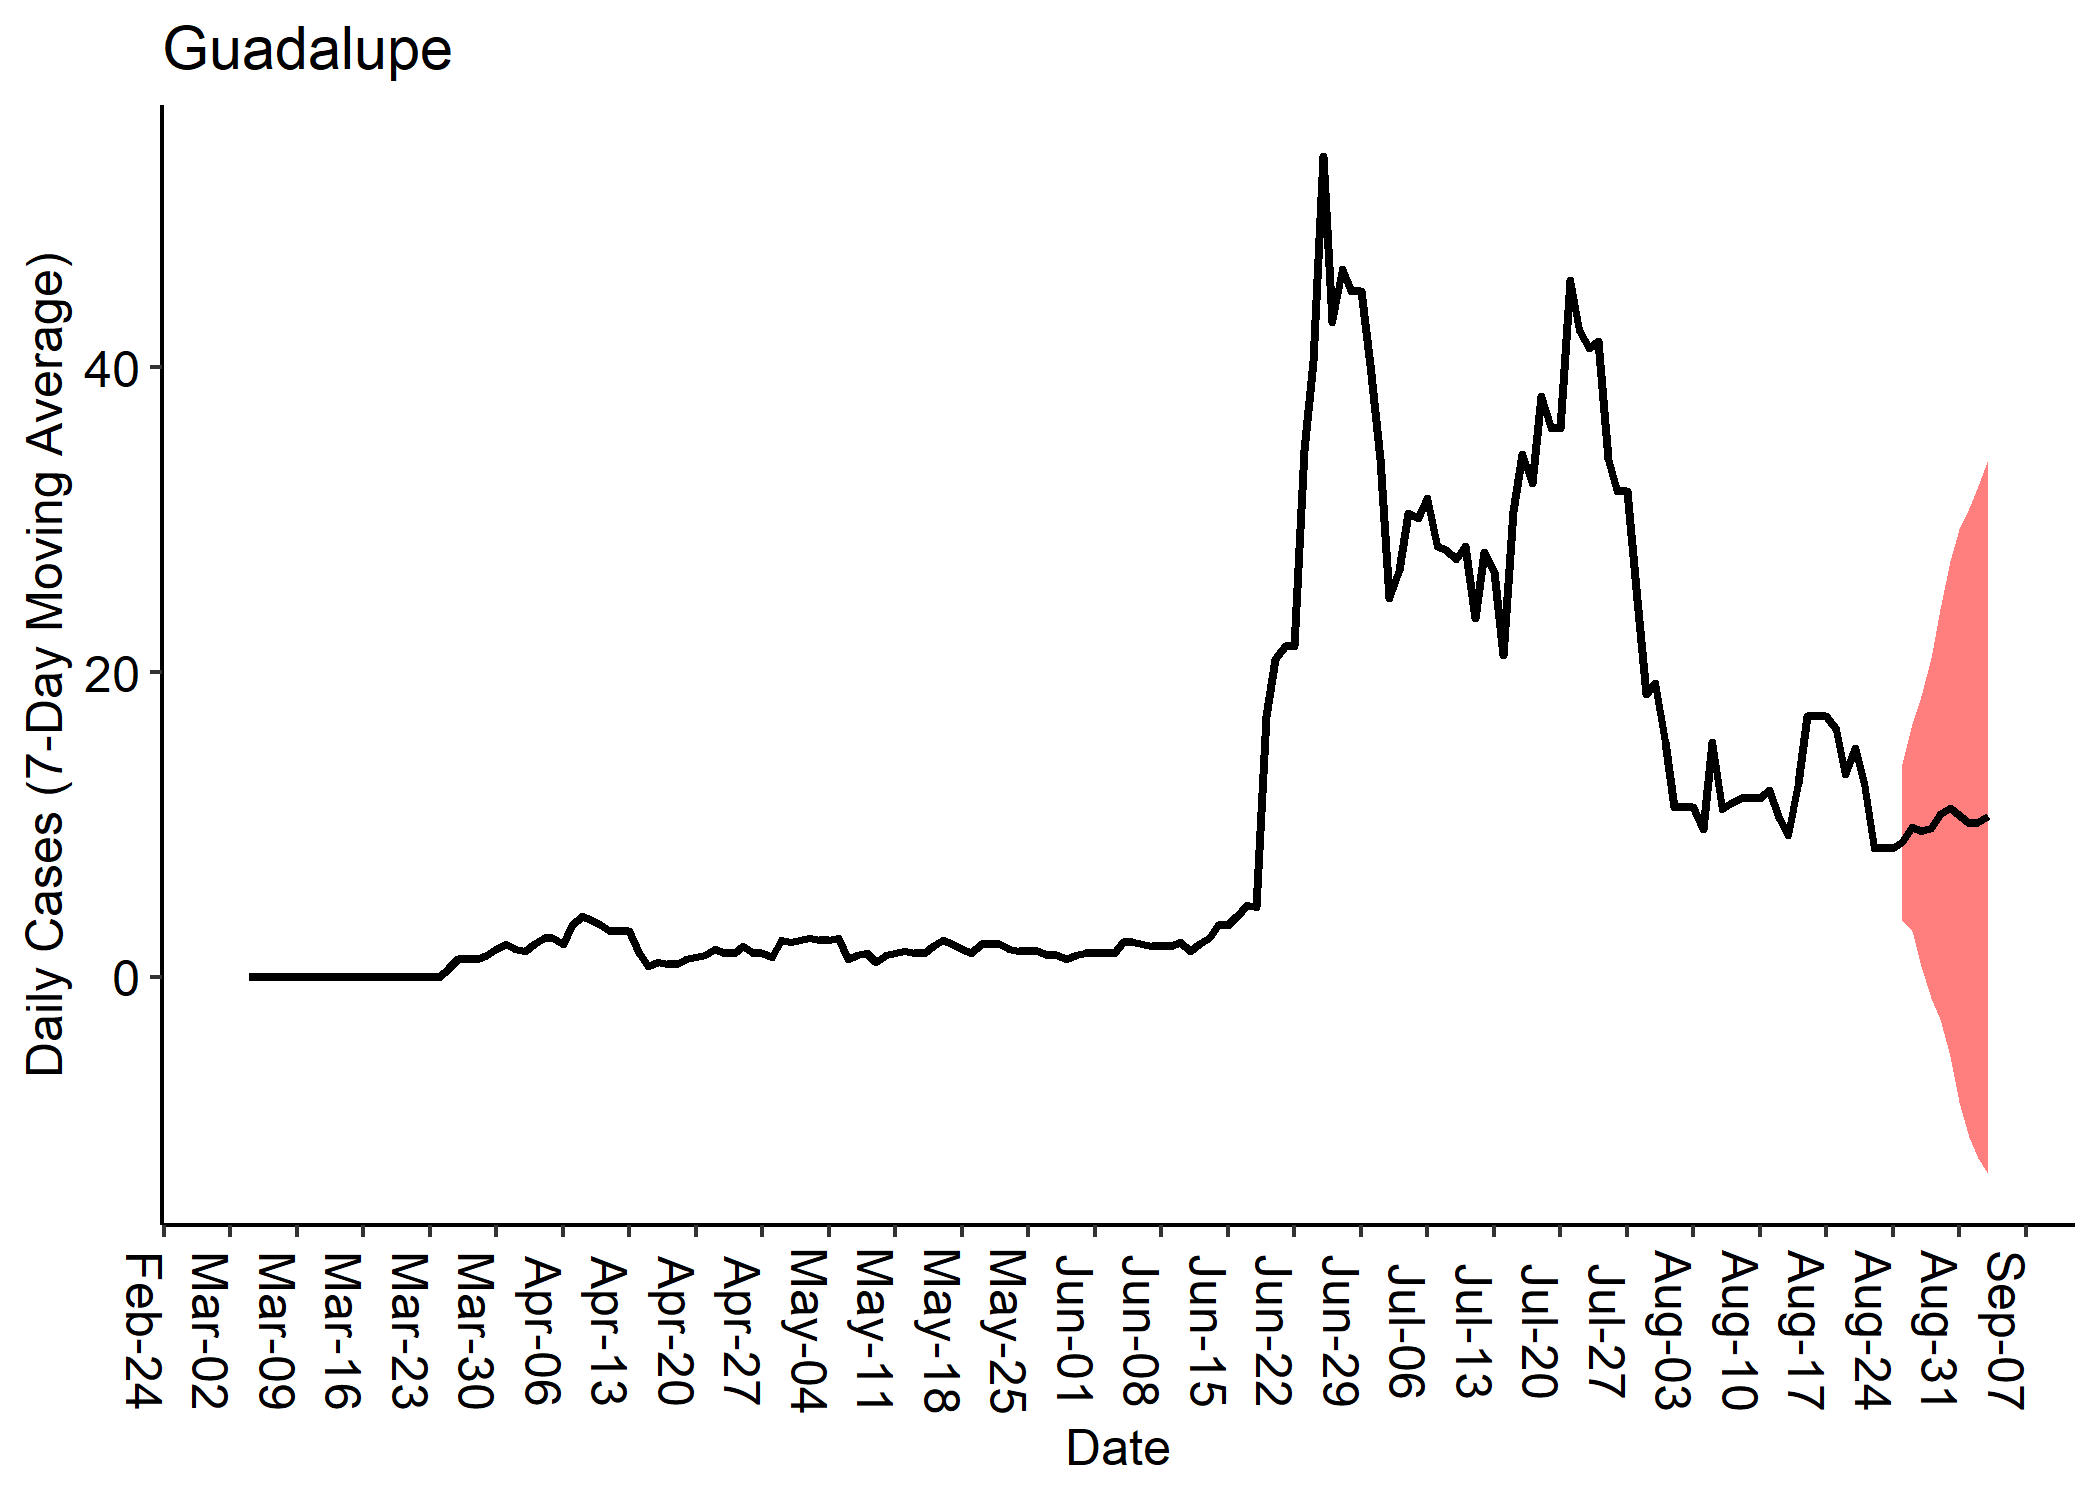 Guadalupe
Daily Cases (7-Day Moving Average)
40
20
0
Feb-24
Mar-02
Mar-09
Mar-16
Mar-23
Mar-30
Apr-06
Apr-13
Apr-20
Apr-27
May-04
May-11
May-18
May-25
Jun-01
Jun-08
Jun-15
Jun-22
Jun-29
Jul-06
Jul-13
Jul-20
Jul-27
Aug-03
Aug-10
Aug-17
Aug-24
Aug-31
Sep-07
Date